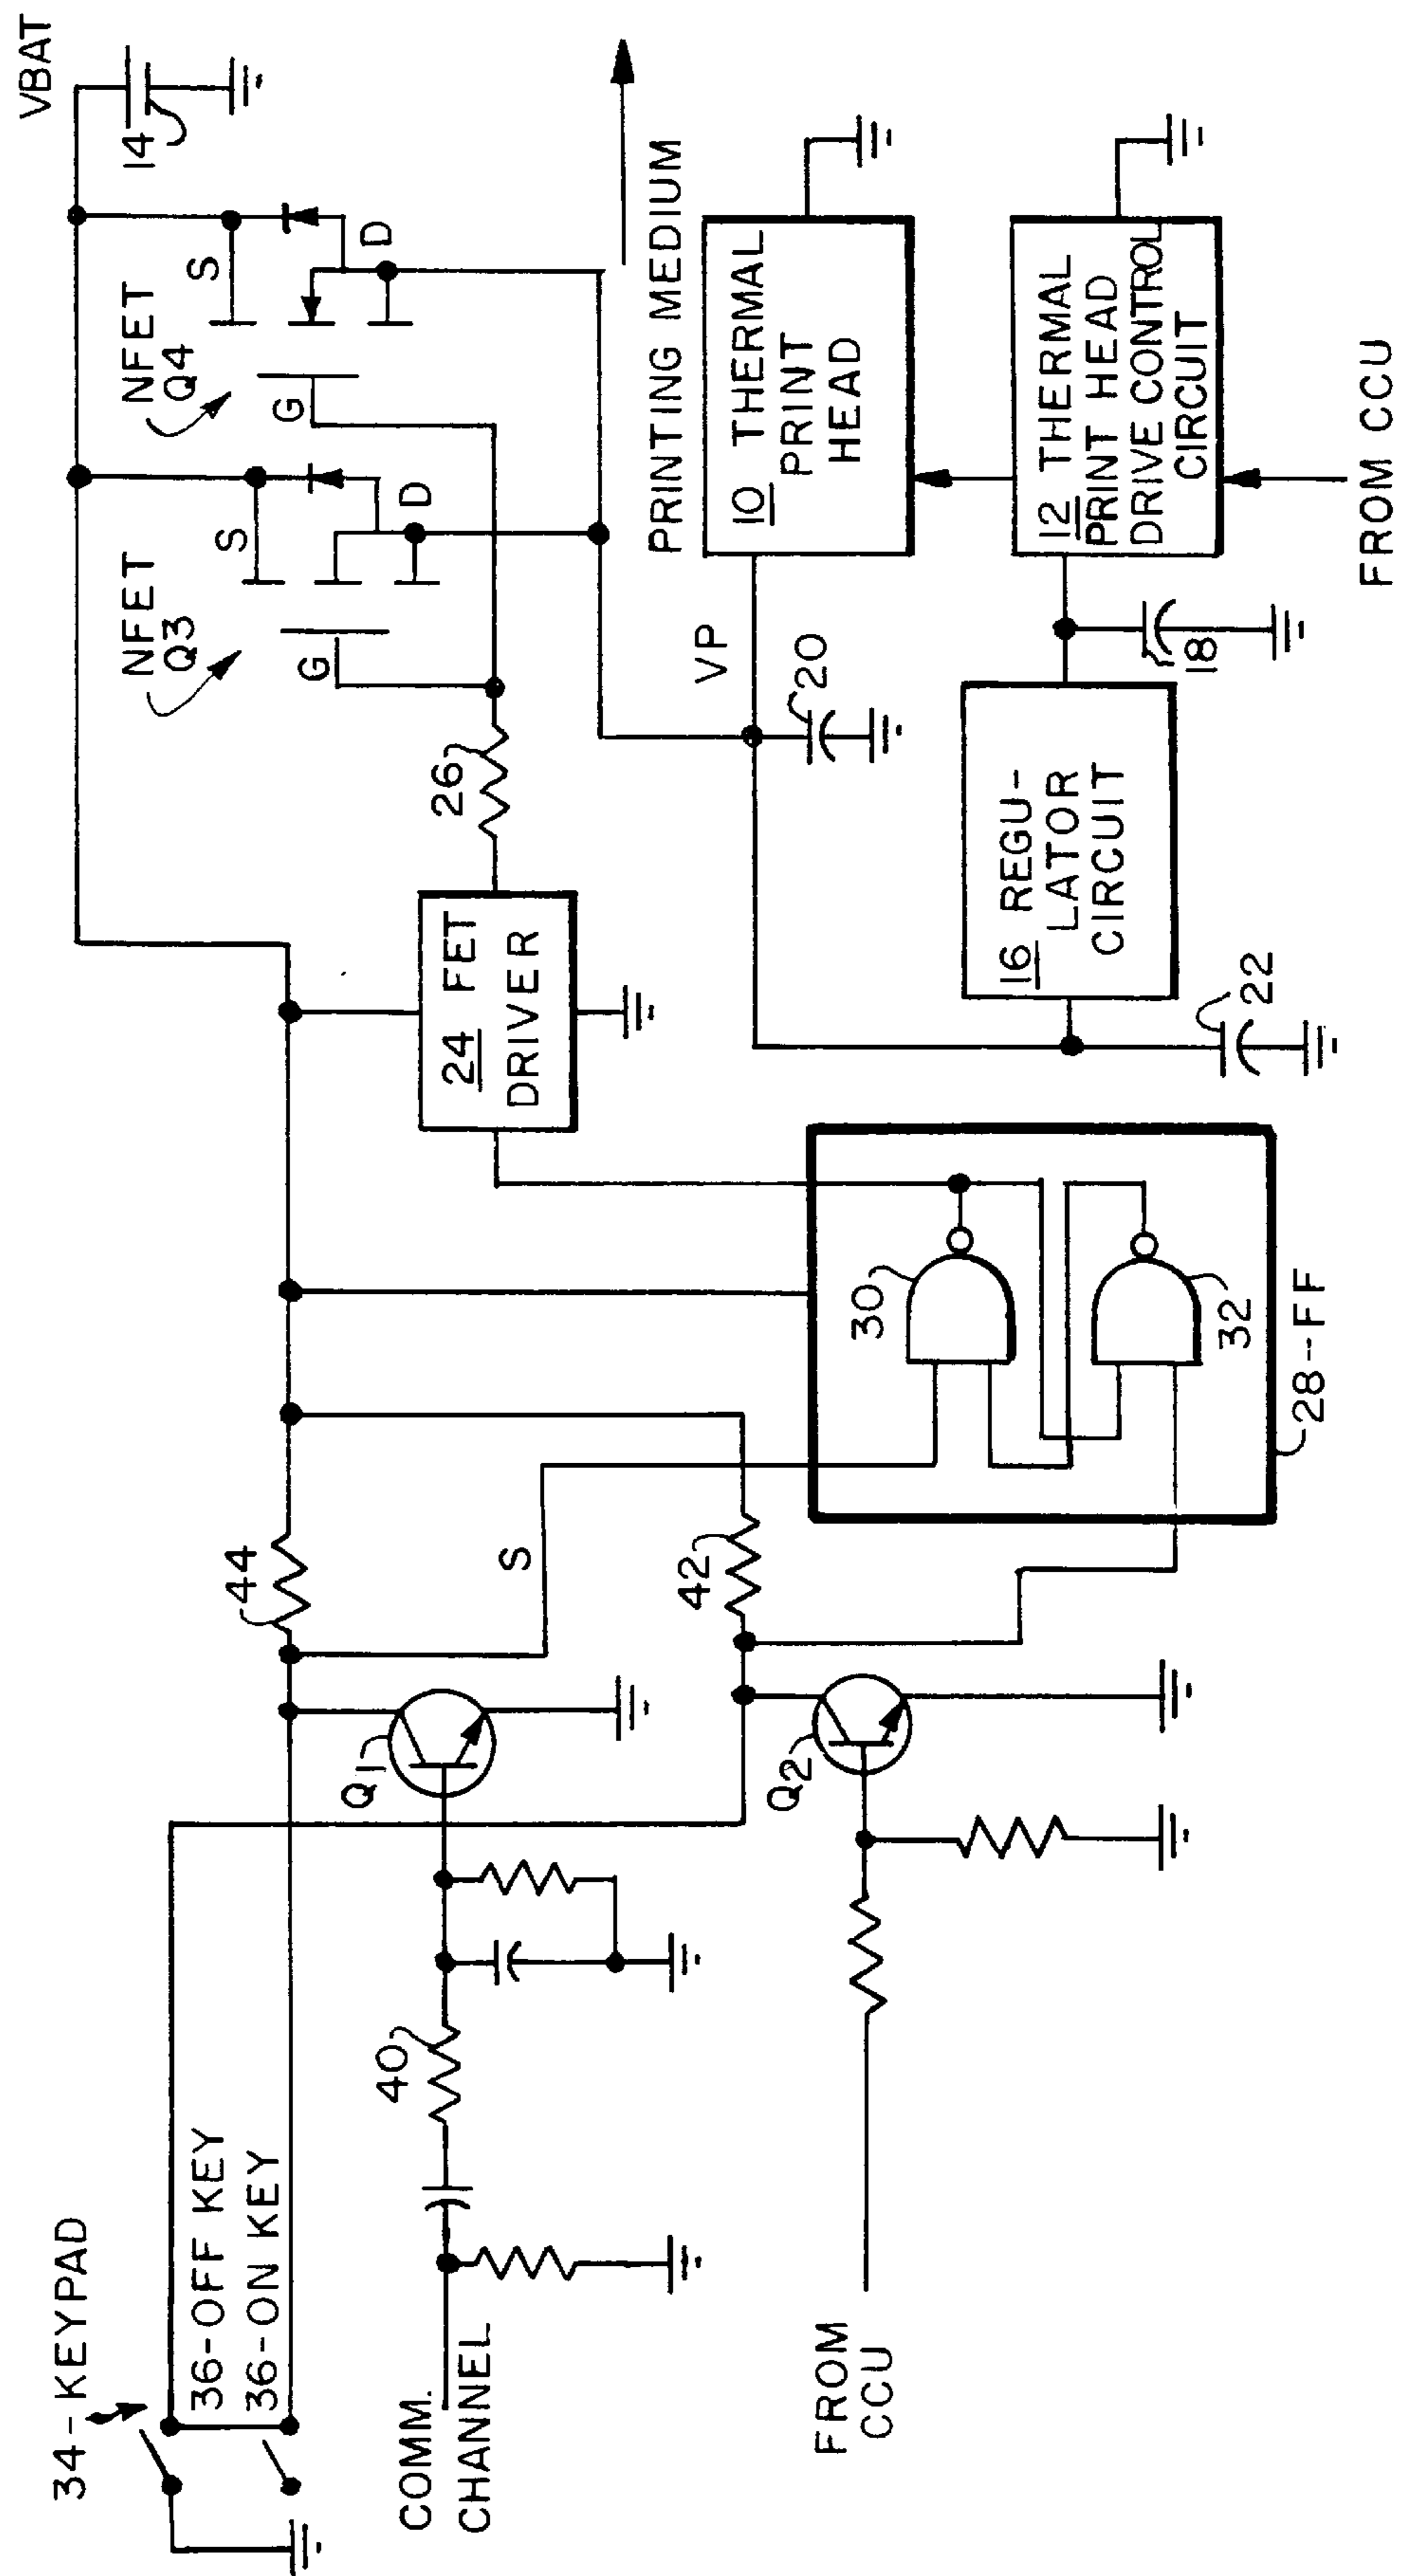 34-KEYPAD
36-OFF KEY
36-ON KEY
COMM.
CHANNEL
40
Q1
44
S
FROM
CCU
Q2
42
30
32
28--FF
24 FET
DRIVER
26
NFET
Q3
G
S
D
NFET
Q4
G
S
D
VBAT
14
PRINTING MEDIUM
VP
20
10 THERMAL
PRINT
HEAD
22
16 REGU-
LATOR
CIRCUIT
18
12 THERMAL
PRINT HEAD
DRIVE CONTROL
CIRCUIT
FROM CCU